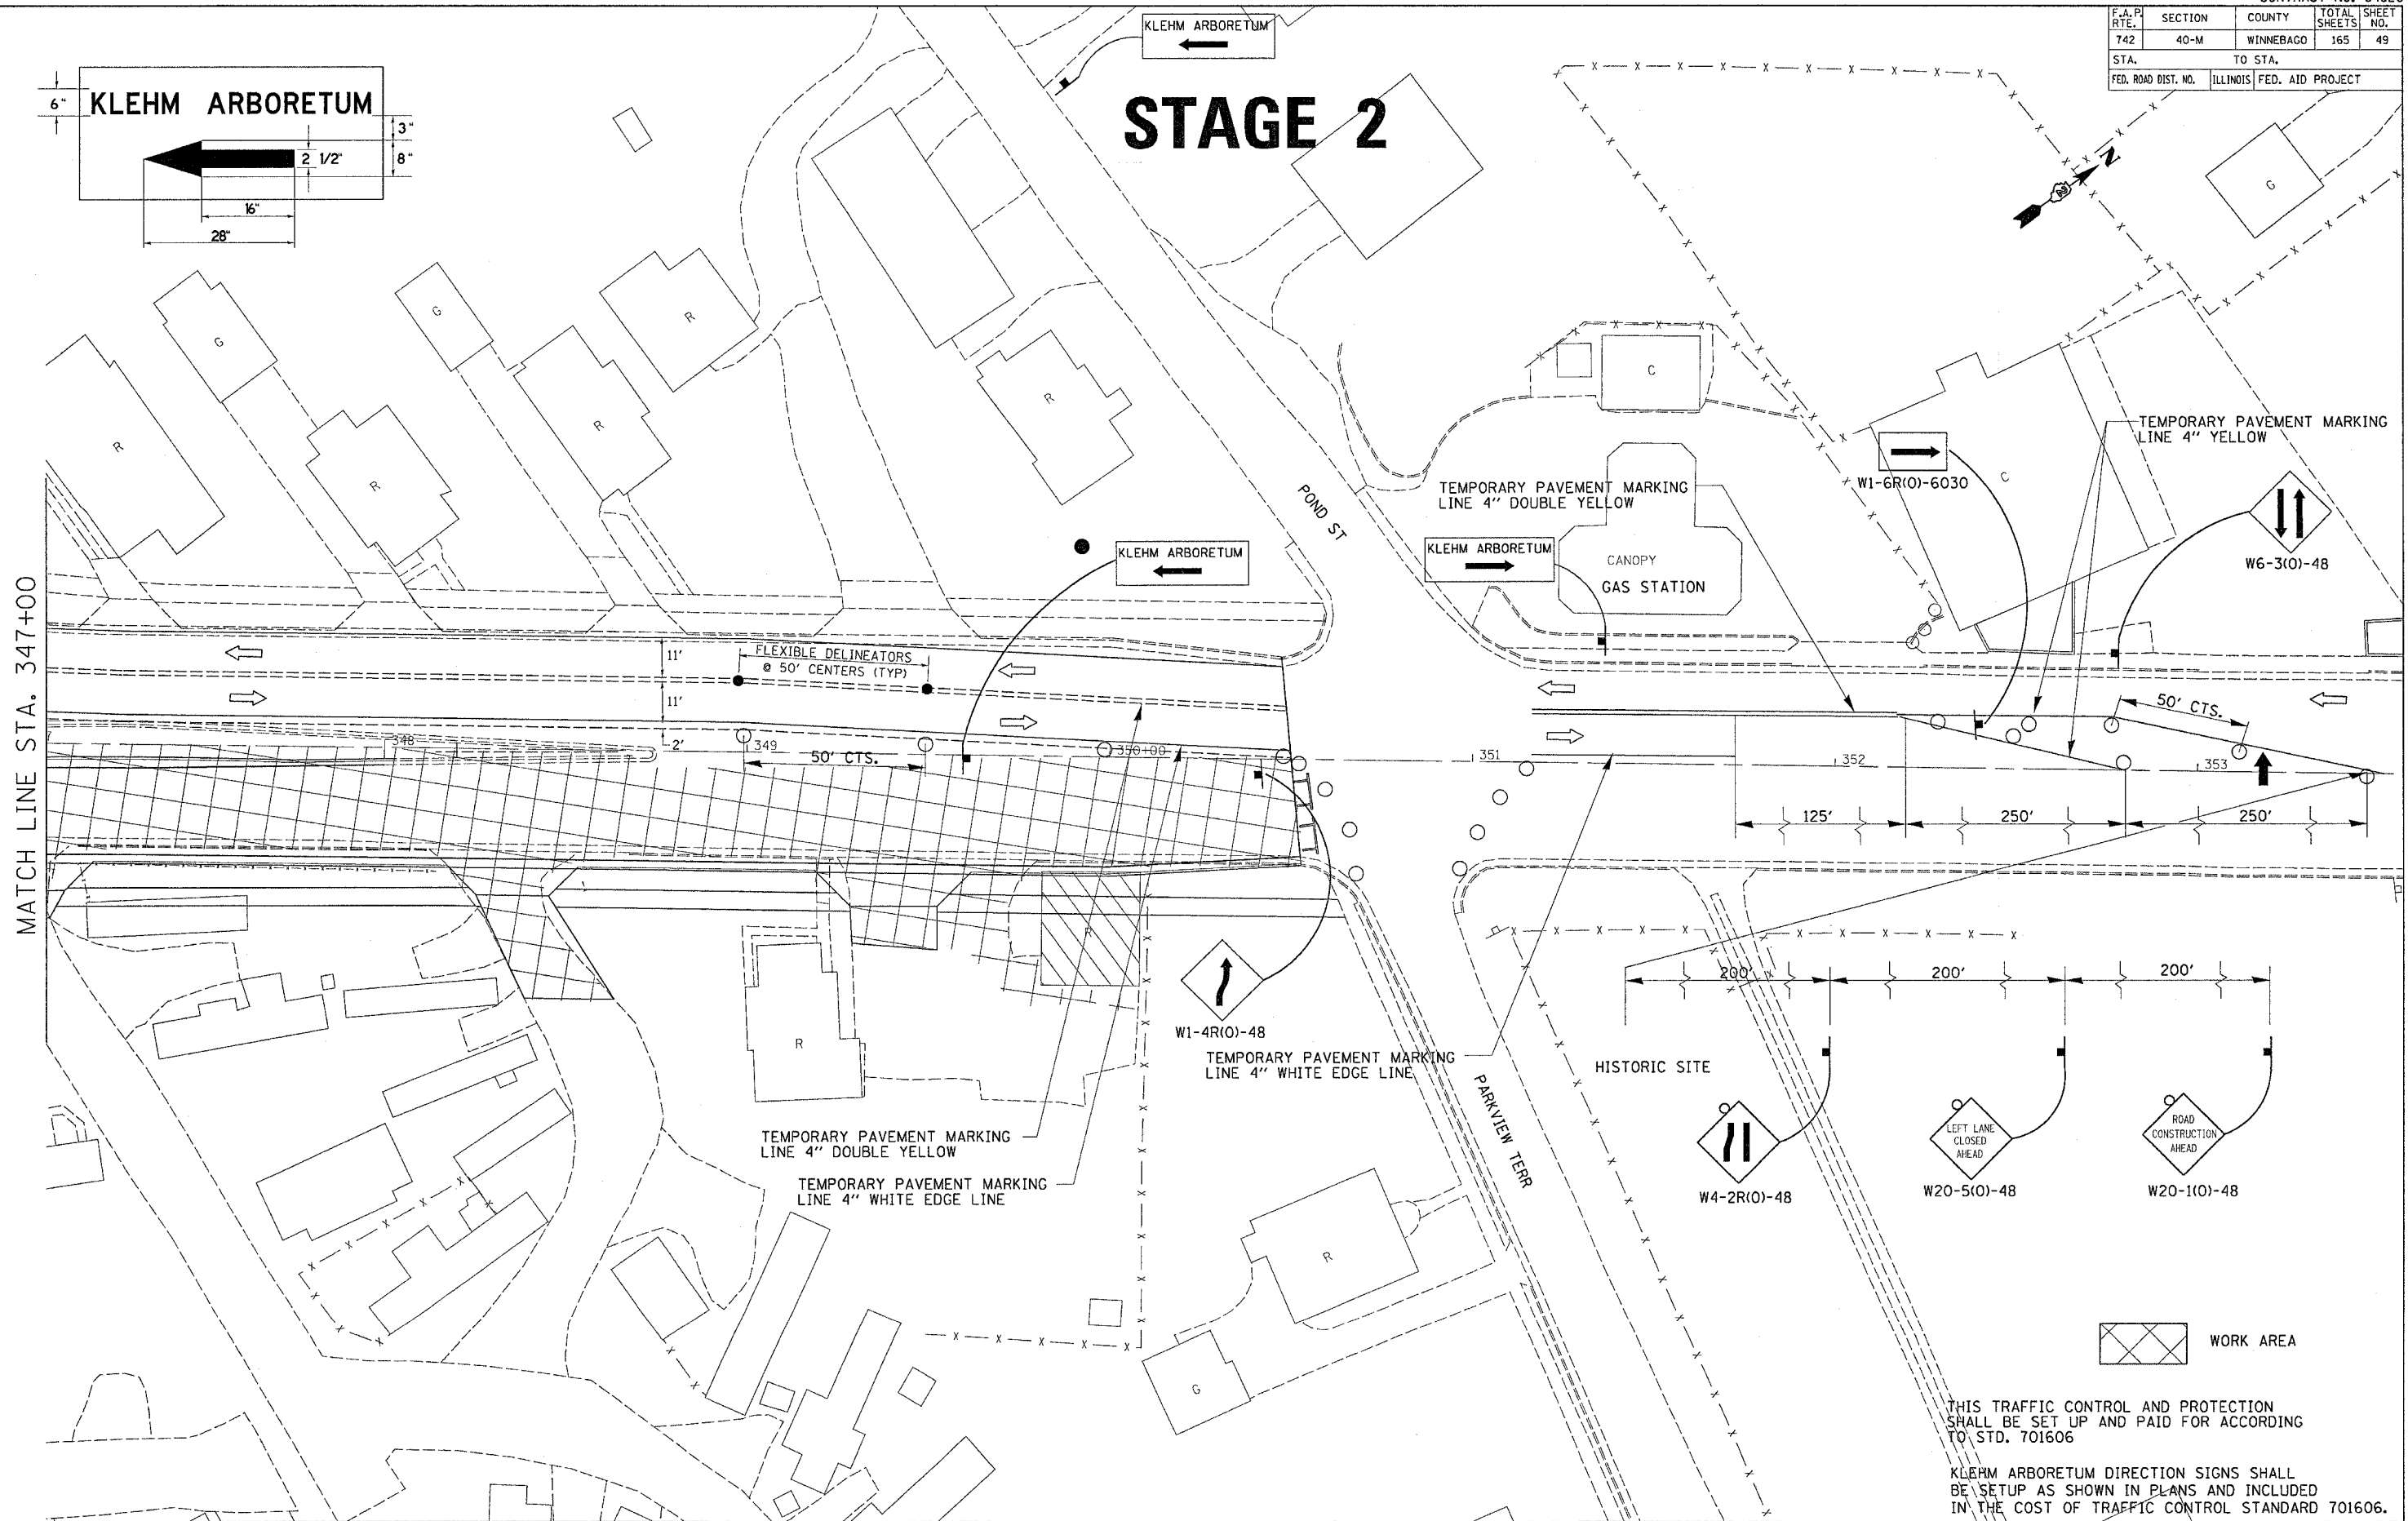 F.A.P. RTE. SECTION COUNTY TOTAL SHEETS SHEET NO.
742 40-M WINNEBAGO 165 49
STA. TO STA.
FED. ROAD DIST. NO. ILLINOIS FED. AID PROJECT
KLEHM ARBORETUM
6"
3"
2 1/2"
8"
16"
28"
KLEHM ARBORETUM
STAGE 2
N
G
G
G
R
R
R
R
R
R
C
C
POND ST
TEMPORARY PAVEMENT MARKING
LINE 4" YELLOW
W1-6R(O)-6030
W6-3(O)-48
TEMPORARY PAVEMENT MARKING
LINE 4" DOUBLE YELLOW
KLEHM ARBORETUM
KLEHM ARBORETUM
CANOPY
GAS STATION
MATCH LINE STA. 347+00
11'
FLEXIBLE DELINEATORS
@ 50' CENTERS (TYP)
11'
2'
50' CTS.
348
349
50' CTS.
350+00
351
352
353
125'
250'
250'
200'
200'
200'
W1-4R(O)-48
TEMPORARY PAVEMENT MARKING
LINE 4" WHITE EDGE LINE
HISTORIC SITE
PARKVIEW TERR
R
R
R
G
TEMPORARY PAVEMENT MARKING
LINE 4" DOUBLE YELLOW
TEMPORARY PAVEMENT MARKING
LINE 4" WHITE EDGE LINE
W4-2R(O)-48
LEFT LANE
CLOSED
AHEAD
W20-5(O)-48
ROAD
CONSTRUCTION
AHEAD
W20-1(O)-48
WORK AREA
THIS TRAFFIC CONTROL AND PROTECTION
SHALL BE SET UP AND PAID FOR ACCORDING
TO STD. 701606
KLEHM ARBORETUM DIRECTION SIGNS SHALL
BE SETUP AS SHOWN IN PLANS AND INCLUDED
IN THE COST OF TRAFFIC CONTROL STANDARD 701606.